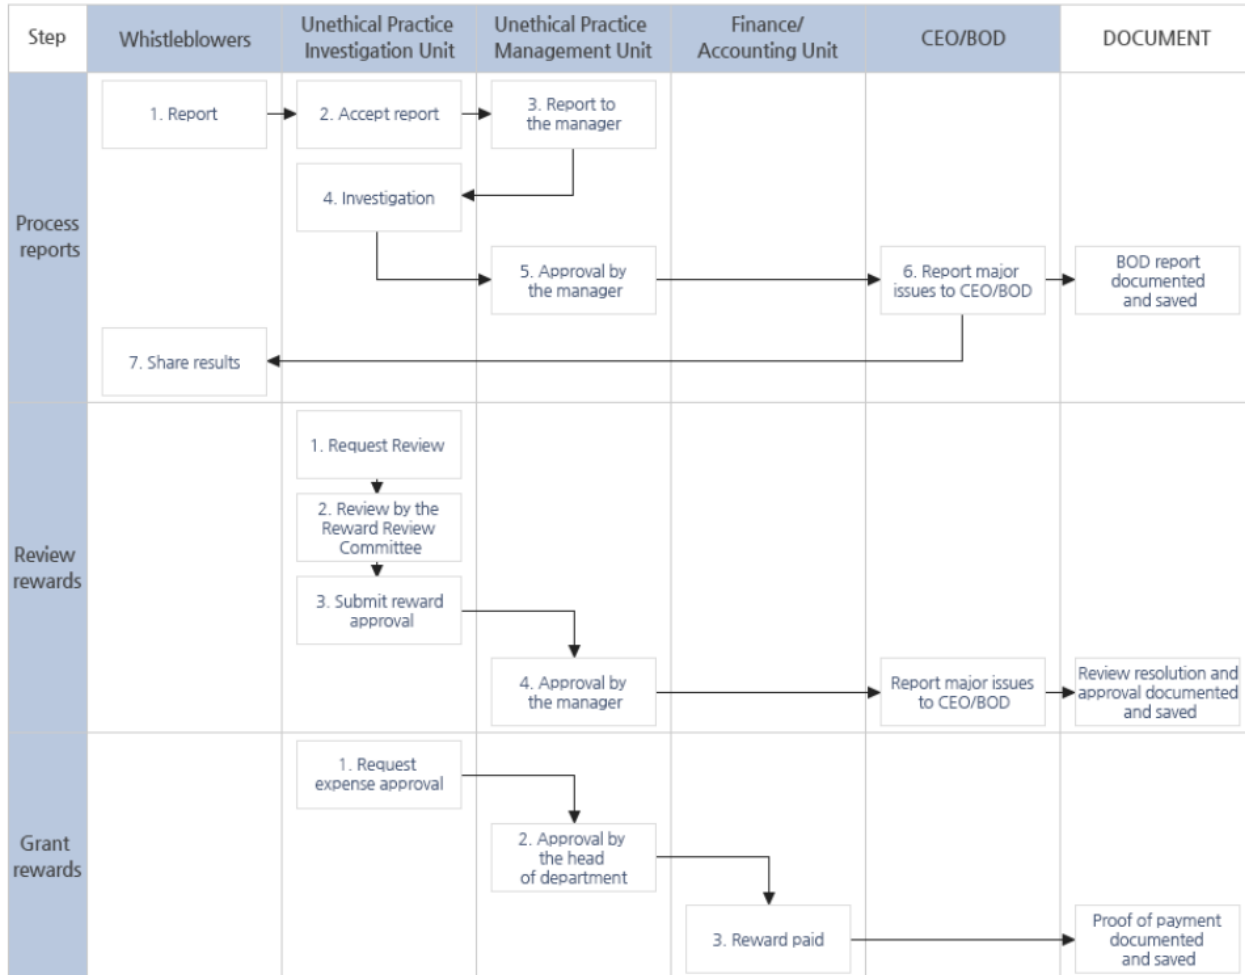 Step
Whistleblowers
Unethical Practice
Investigation Unit
Unethical Practice
Management Unit
Finance/
Accounting Unit
CEO/BOD
DOCUMENT
Process
reports
1. Report
2. Accept report
3. Report to
the manager
4. Investigation
5. Approval by
the manager
6. Report major
issues to CEO/BOD
BOD report
documented
and saved
7. Share results
Review
rewards
1. Request Review
2. Review by the
Reward Review
Committee
3. Submit reward
approval
4. Approval by
the manager
Report major issues
to CEO/BOD
Review resolution and
approval documented
and saved
Grant
rewards
1. Request
expense approval
2. Approval by
the head
of department
3. Reward paid
Proof of payment
documented
and saved